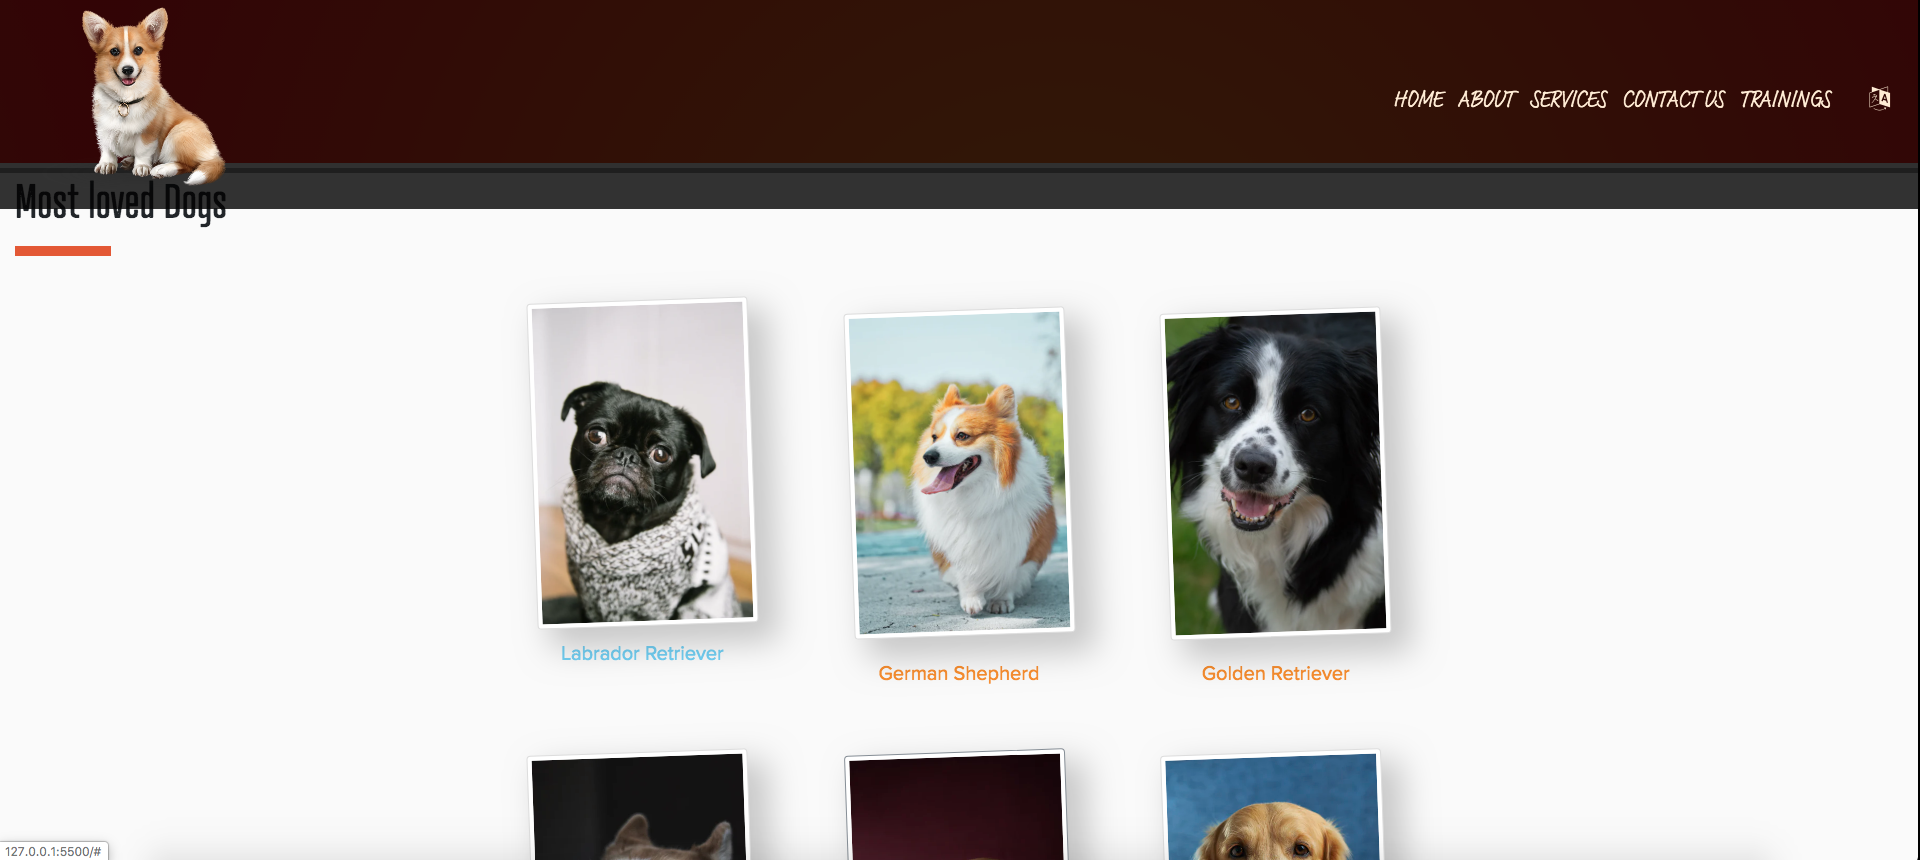 HOME ABOUT SERVICES CONTACT US TRAININGS
Most loved Dogs
Labrador Retriever
German Shepherd
Golden Retriever
127.0.0.1:5500/#